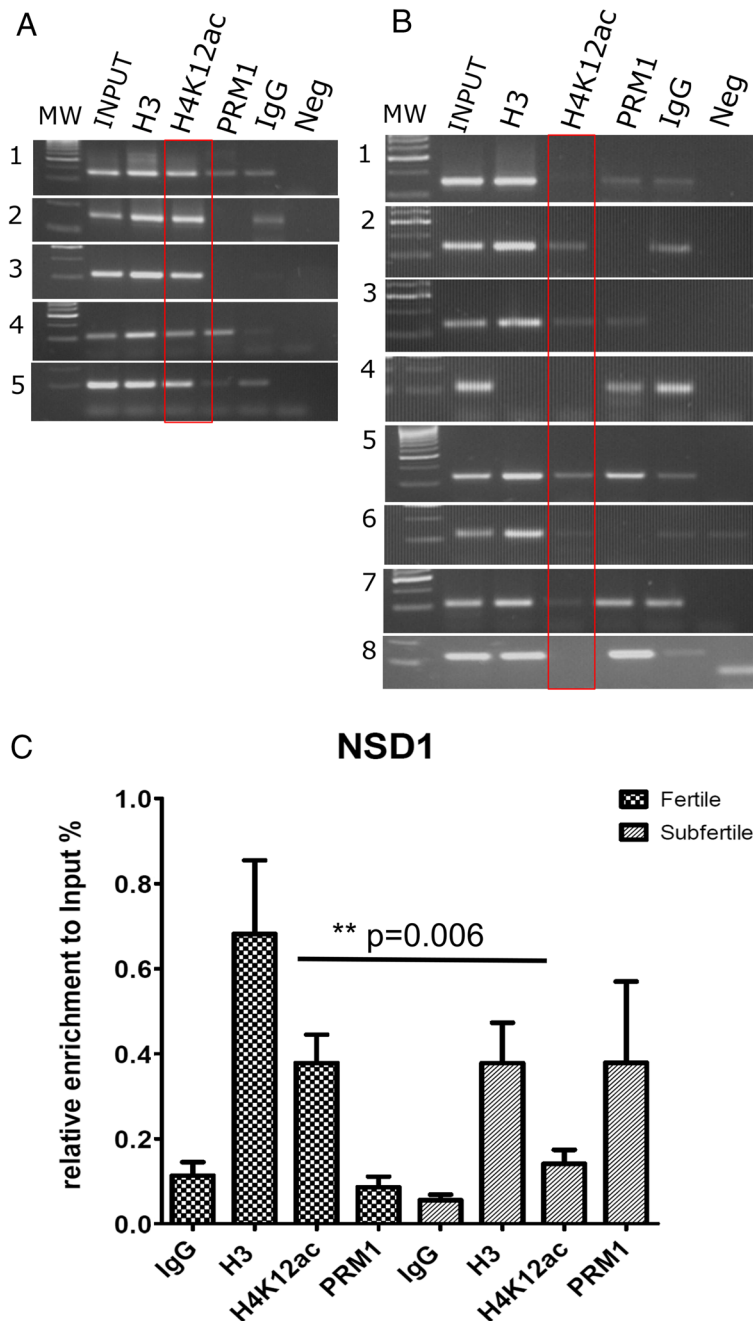 A
MW INPUT H3 H4K12ac PRM1 IgG Neg
1
2
3
4
5
B
MW INPUT H3 H4K12ac PRM1 IgG Neg
1
2
3
4
5
6
7
8
C
NSD1
Fertile
Subfertile
relative enrichment to Input %
1.0
0.8
0.6
0.4
0.2
0.0
** p=0.006
IgG H3 H4K12ac PRM1 IgG H3 H4K12ac PRM1